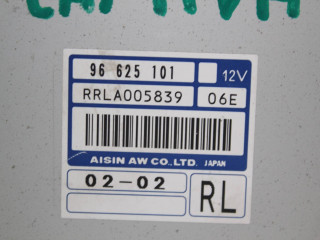 96 625 101 12V
RRLA005839 06E
AISIN AW CO., LTD. JAPAN
02-02 RL